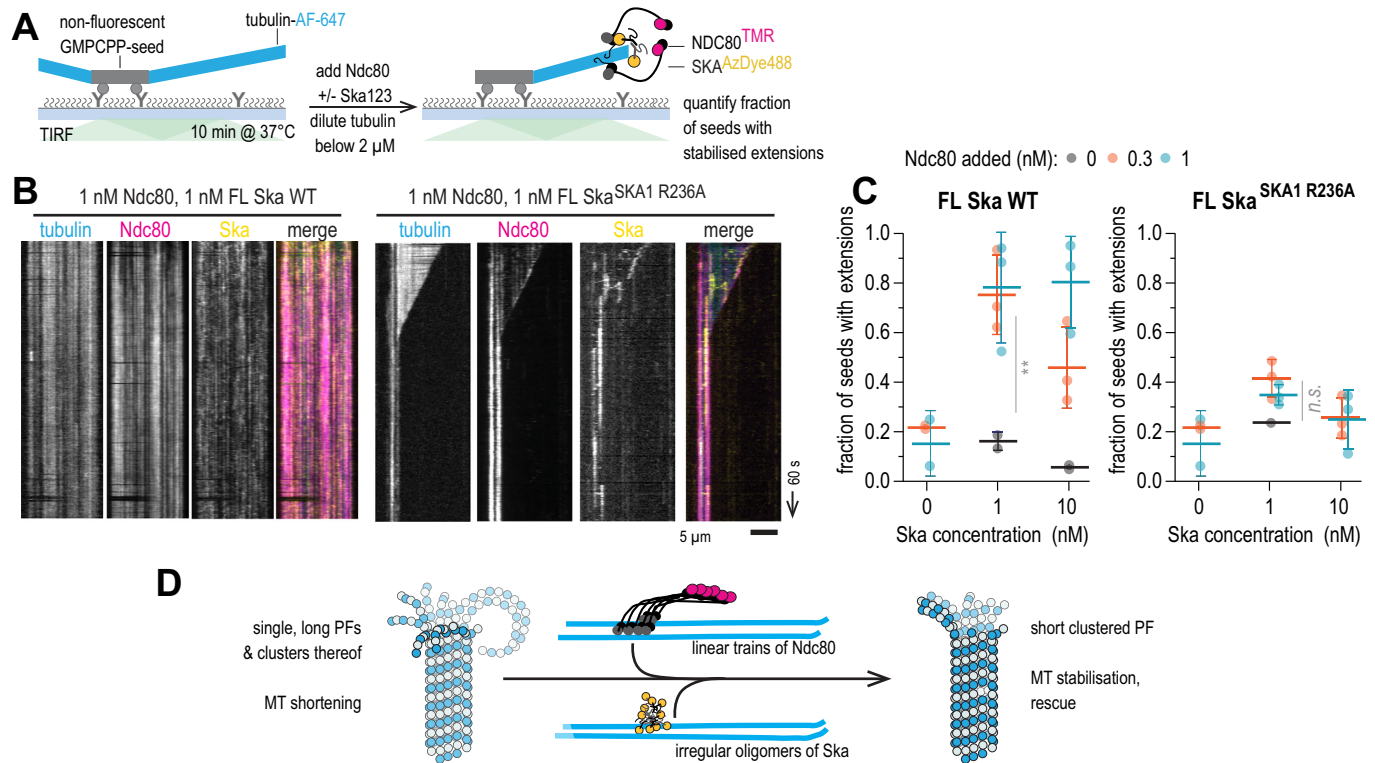 A
non-fluorescent
GMPCPP-seed
tubulin-AF-647
TIRF
10 min @ 37°C
add Ndc80
+/- Ska123
dilute tubulin
below 2 µM
NDC80TMR
SKAAzDye488
quantify fraction
of seeds with
stabilised extensions
B
1 nM Ndc80, 1 nM FL Ska WT
tubulin Ndc80 Ska merge
1 nM Ndc80, 1 nM FL SkaSKA1 R236A
tubulin Ndc80 Ska merge
60 s
5 µm
Ndc80 added (nM): 0 0.3 1
C
FL Ska WT
fraction of seeds with extensions
1.0
0.8
0.6
0.4
0.2
0.0
**
0 1 10
Ska concentration (nM)
FL SkaSKA1 R236A
fraction of seeds with extensions
1.0
0.8
0.6
0.4
0.2
0.0
n.s.
0 1 10
Ska concentration (nM)
D
single, long PFs
& clusters thereof
MT shortening
linear trains of Ndc80
irregular oligomers of Ska
short clustered PF
MT stabilisation,
rescue